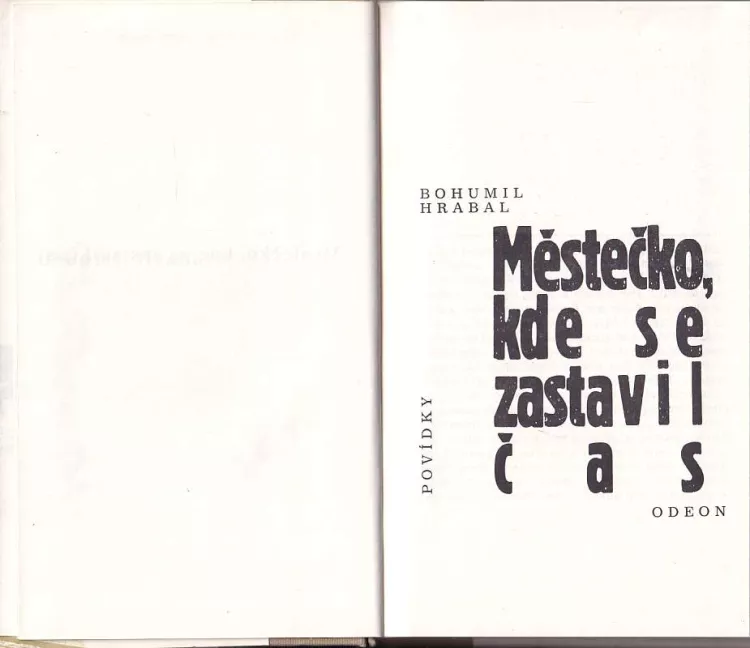 BOHUMIL
HRABAL
Městečko,
kde se
zastavil
čas
POVÍDKY
ODEON